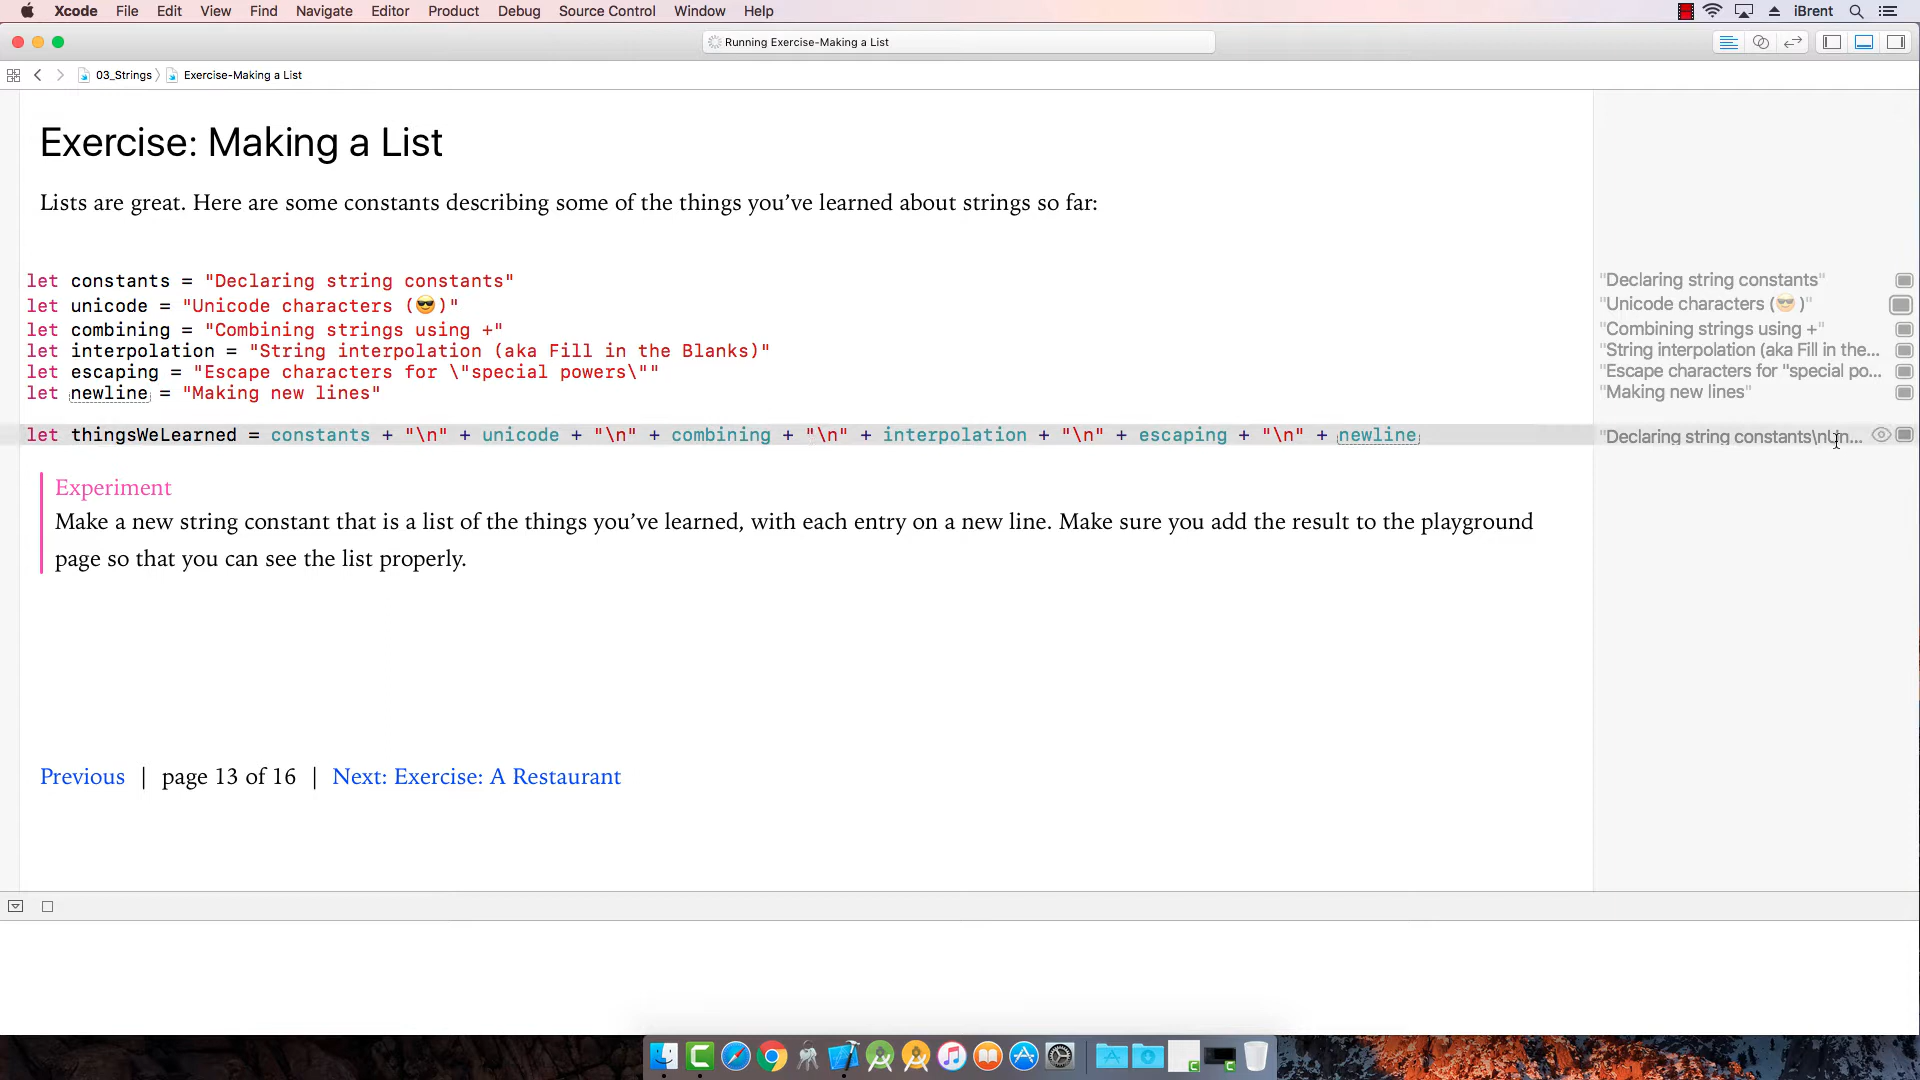 Xcode File Edit View Find Navigate Editor Product Debug Source Control Window Help iBrent
Running Exercise-Making a List
03_Strings Exercise-Making a List
Exercise: Making a List
Lists are great. Here are some constants describing some of the things you’ve learned about strings so far:
let constants = "Declaring string constants" "Declaring string constants"
let unicode = "Unicode characters (😎)" "Unicode characters (😎)"
let combining = "Combining strings using +" "Combining strings using +"
let interpolation = "String interpolation (aka Fill in the Blanks)" "String interpolation (aka Fill in the...
let escaping = "Escape characters for \"special powers\"" "Escape characters for "special po...
let newline = "Making new lines" "Making new lines"
let thingsWeLearned = constants + "\n" + unicode + "\n" + combining + "\n" + interpolation + "\n" + escaping + "\n" + newline "Declaring string constants\nUn...
Experiment
Make a new string constant that is a list of the things you’ve learned, with each entry on a new line. Make sure you add the result to the playground
page so that you can see the list properly.
Previous | page 13 of 16 | Next: Exercise: A Restaurant